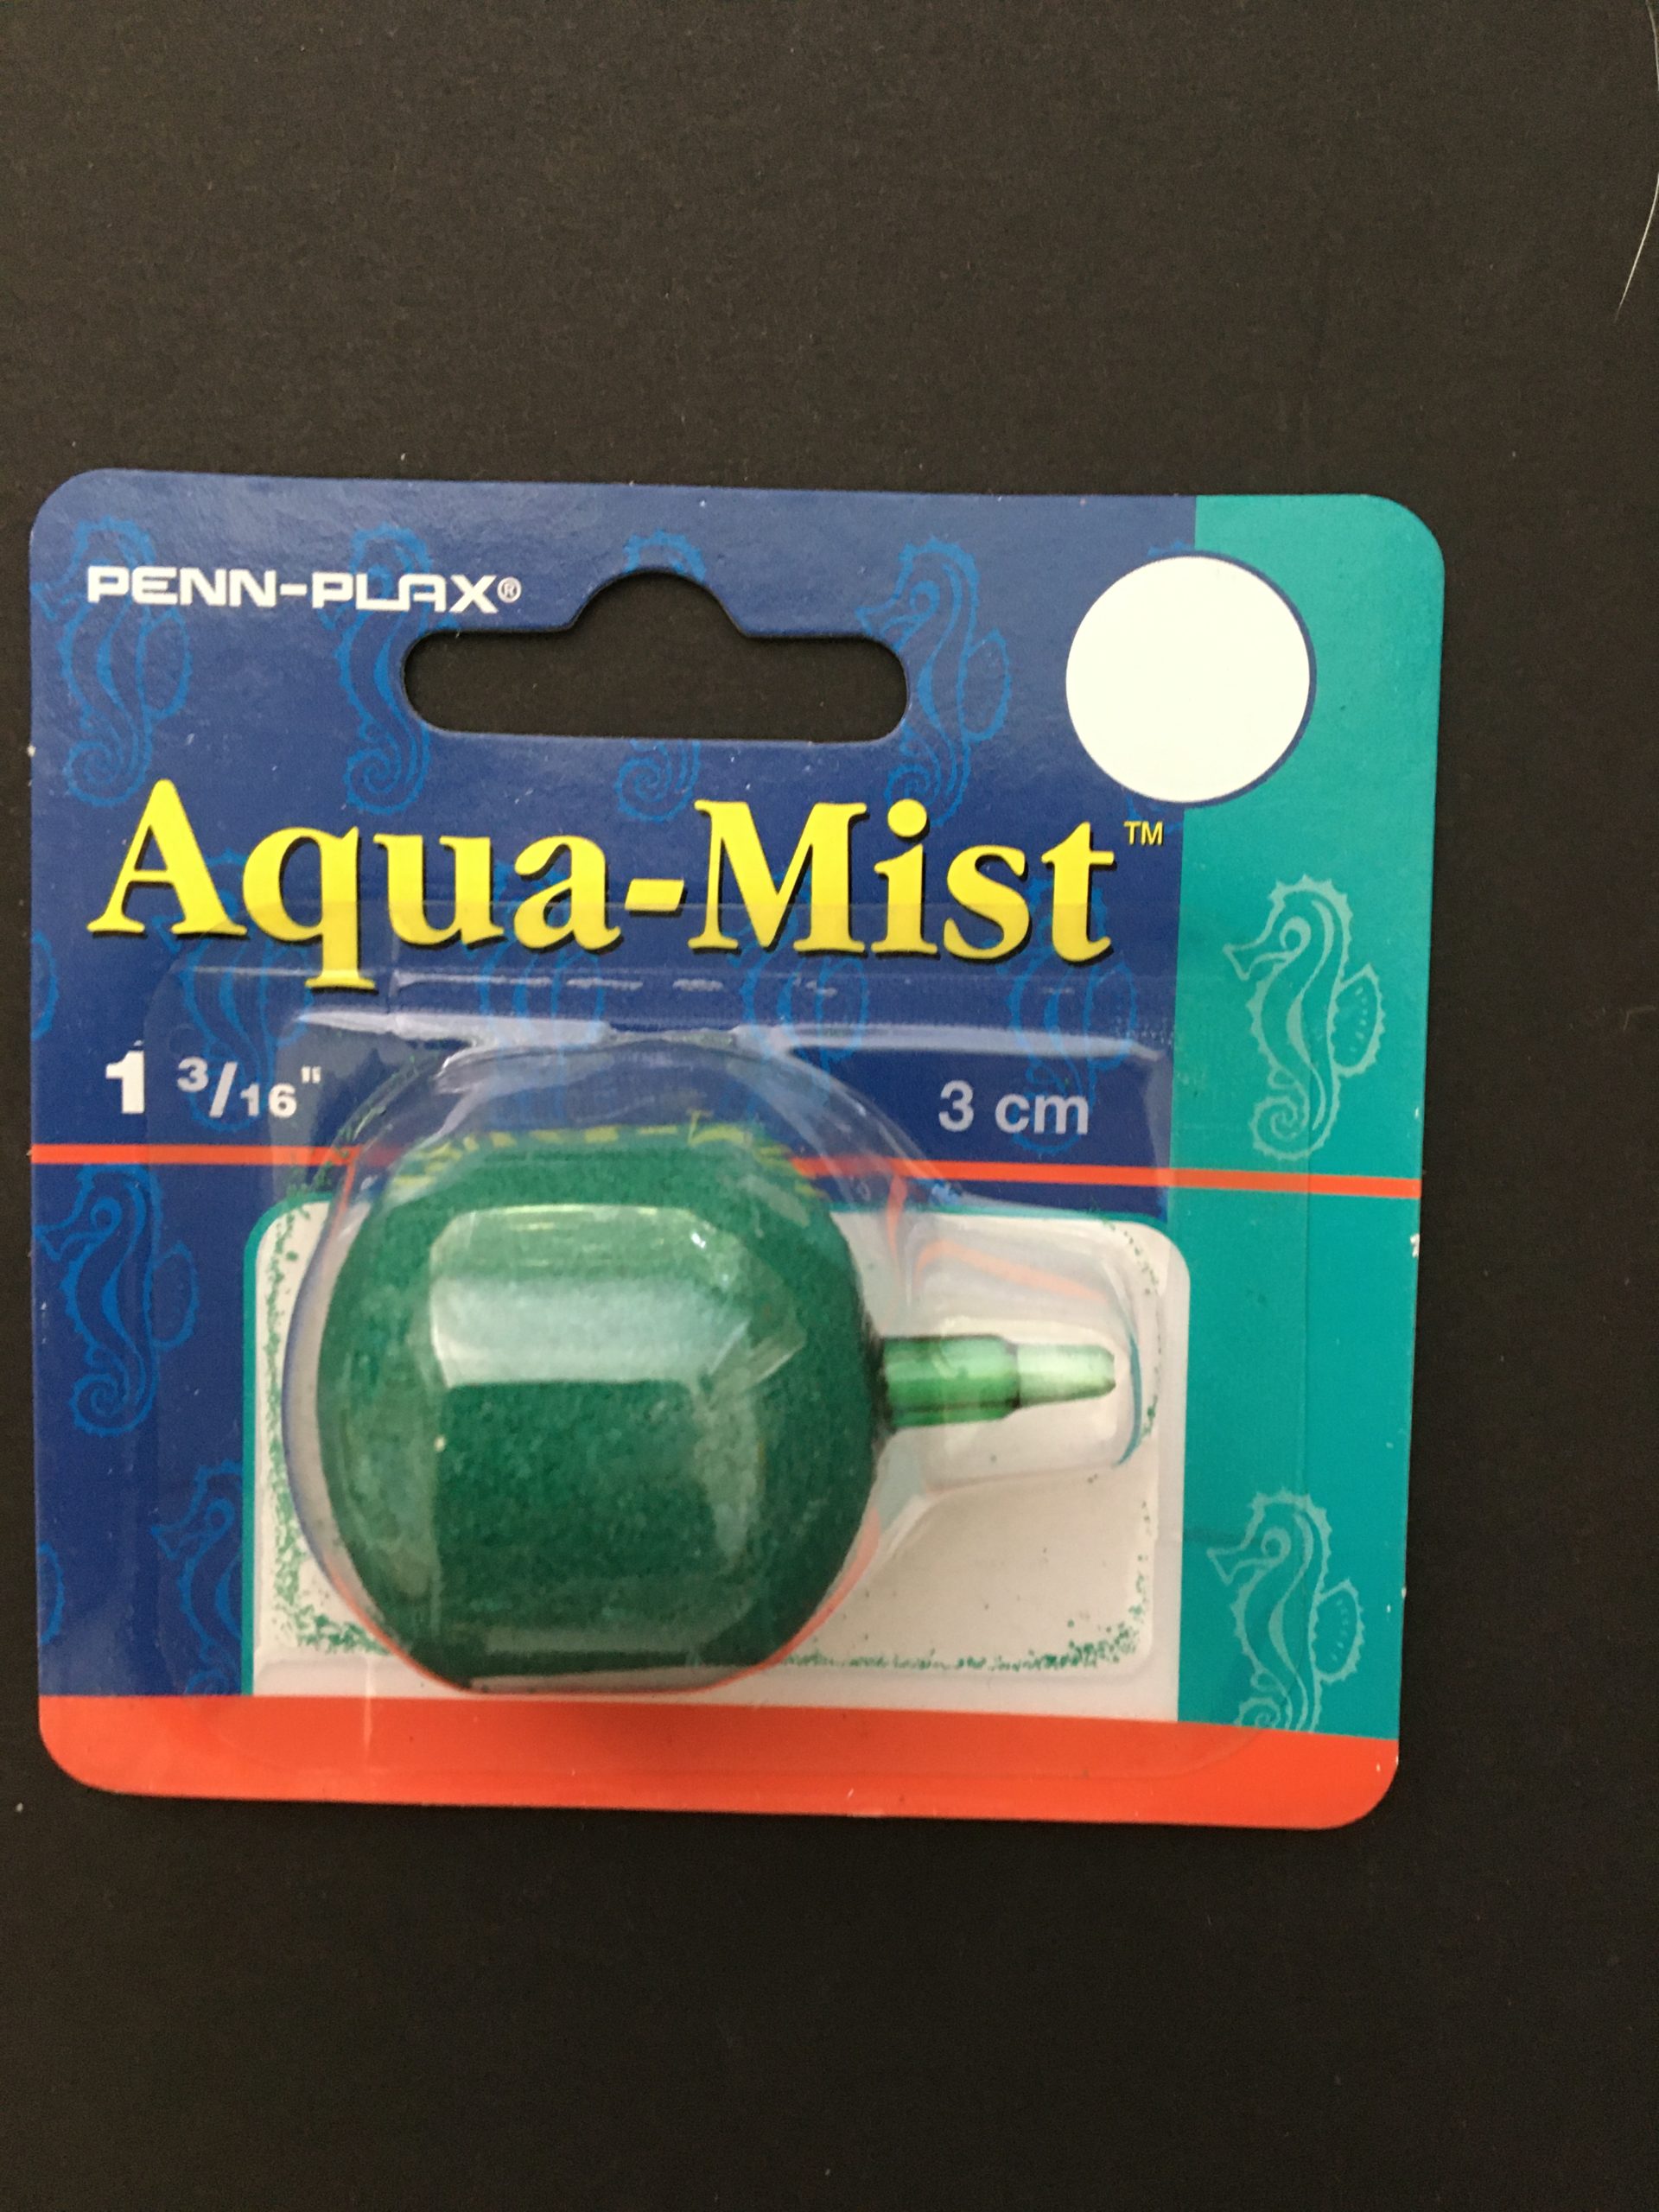 PENN-PLAX®
Aqua-Mist™
1 3/16" 3 cm